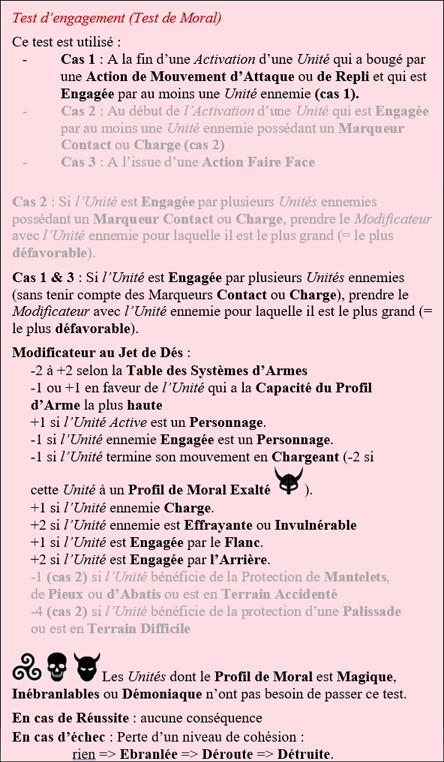 Test d’engagement (Test de Moral)
Ce test est utilisé :
- Cas 1 : A la fin d’une Activation d’une Unité qui a bougé par
une Action de Mouvement d’Attaque ou de Repli et qui est
Engagée par au moins une Unité ennemie (cas 1).
- Cas 2 : Au début de l’Activation d’une Unité qui est Engagée
par au moins une Unité ennemie possédant un Marqueur
Contact ou Charge (cas 2)
- Cas 3 : A l’issue d’une Action Faire Face
Cas 2 : Si l’Unité est Engagée par plusieurs Unités ennemies
possédant un Marqueur Contact ou Charge, prendre le Modificateur
avec l’Unité ennemie pour laquelle il est le plus grand (= le plus
défavorable).
Cas 1 & 3 : Si l’Unité est Engagée par plusieurs Unités ennemies
(sans tenir compte des Marqueurs Contact ou Charge), prendre le
Modificateur avec l’Unité ennemie pour laquelle il est le plus grand (=
le plus défavorable).
Modificateur au Jet de Dés :
-2 à +2 selon la Table des Systèmes d’Armes
-1 ou +1 en faveur de l’Unité qui a la Capacité du Profil
d’Arme la plus haute
+1 si l’Unité Active est un Personnage.
-1 si l’Unité ennemie Engagée est un Personnage.
-1 si l’Unité termine son mouvement en Chargeant (-2 si
cette Unité à un Profil de Moral Exalté ).
+1 si l’Unité ennemie Charge.
+2 si l’Unité ennemie est Effrayante ou Invulnérable
+1 si l’Unité est Engagée par le Flanc.
+2 si l’Unité est Engagée par l’Arrière.
-1 (cas 2) si l’Unité bénéficie de la Protection de Mantelets,
de Pieux ou d’Abatis ou est en Terrain Accidenté
-4 (cas 2) si l’Unité bénéficie de la protection d’une Palissade
ou est en Terrain Difficile
Les Unités dont le Profil de Moral est Magique,
Inébranlables ou Démoniaque n’ont pas besoin de passer ce test.
En cas de Réussite : aucune conséquence
En cas d’échec : Perte d’un niveau de cohésion :
rien => Ebranlée => Déroute => Détruite.